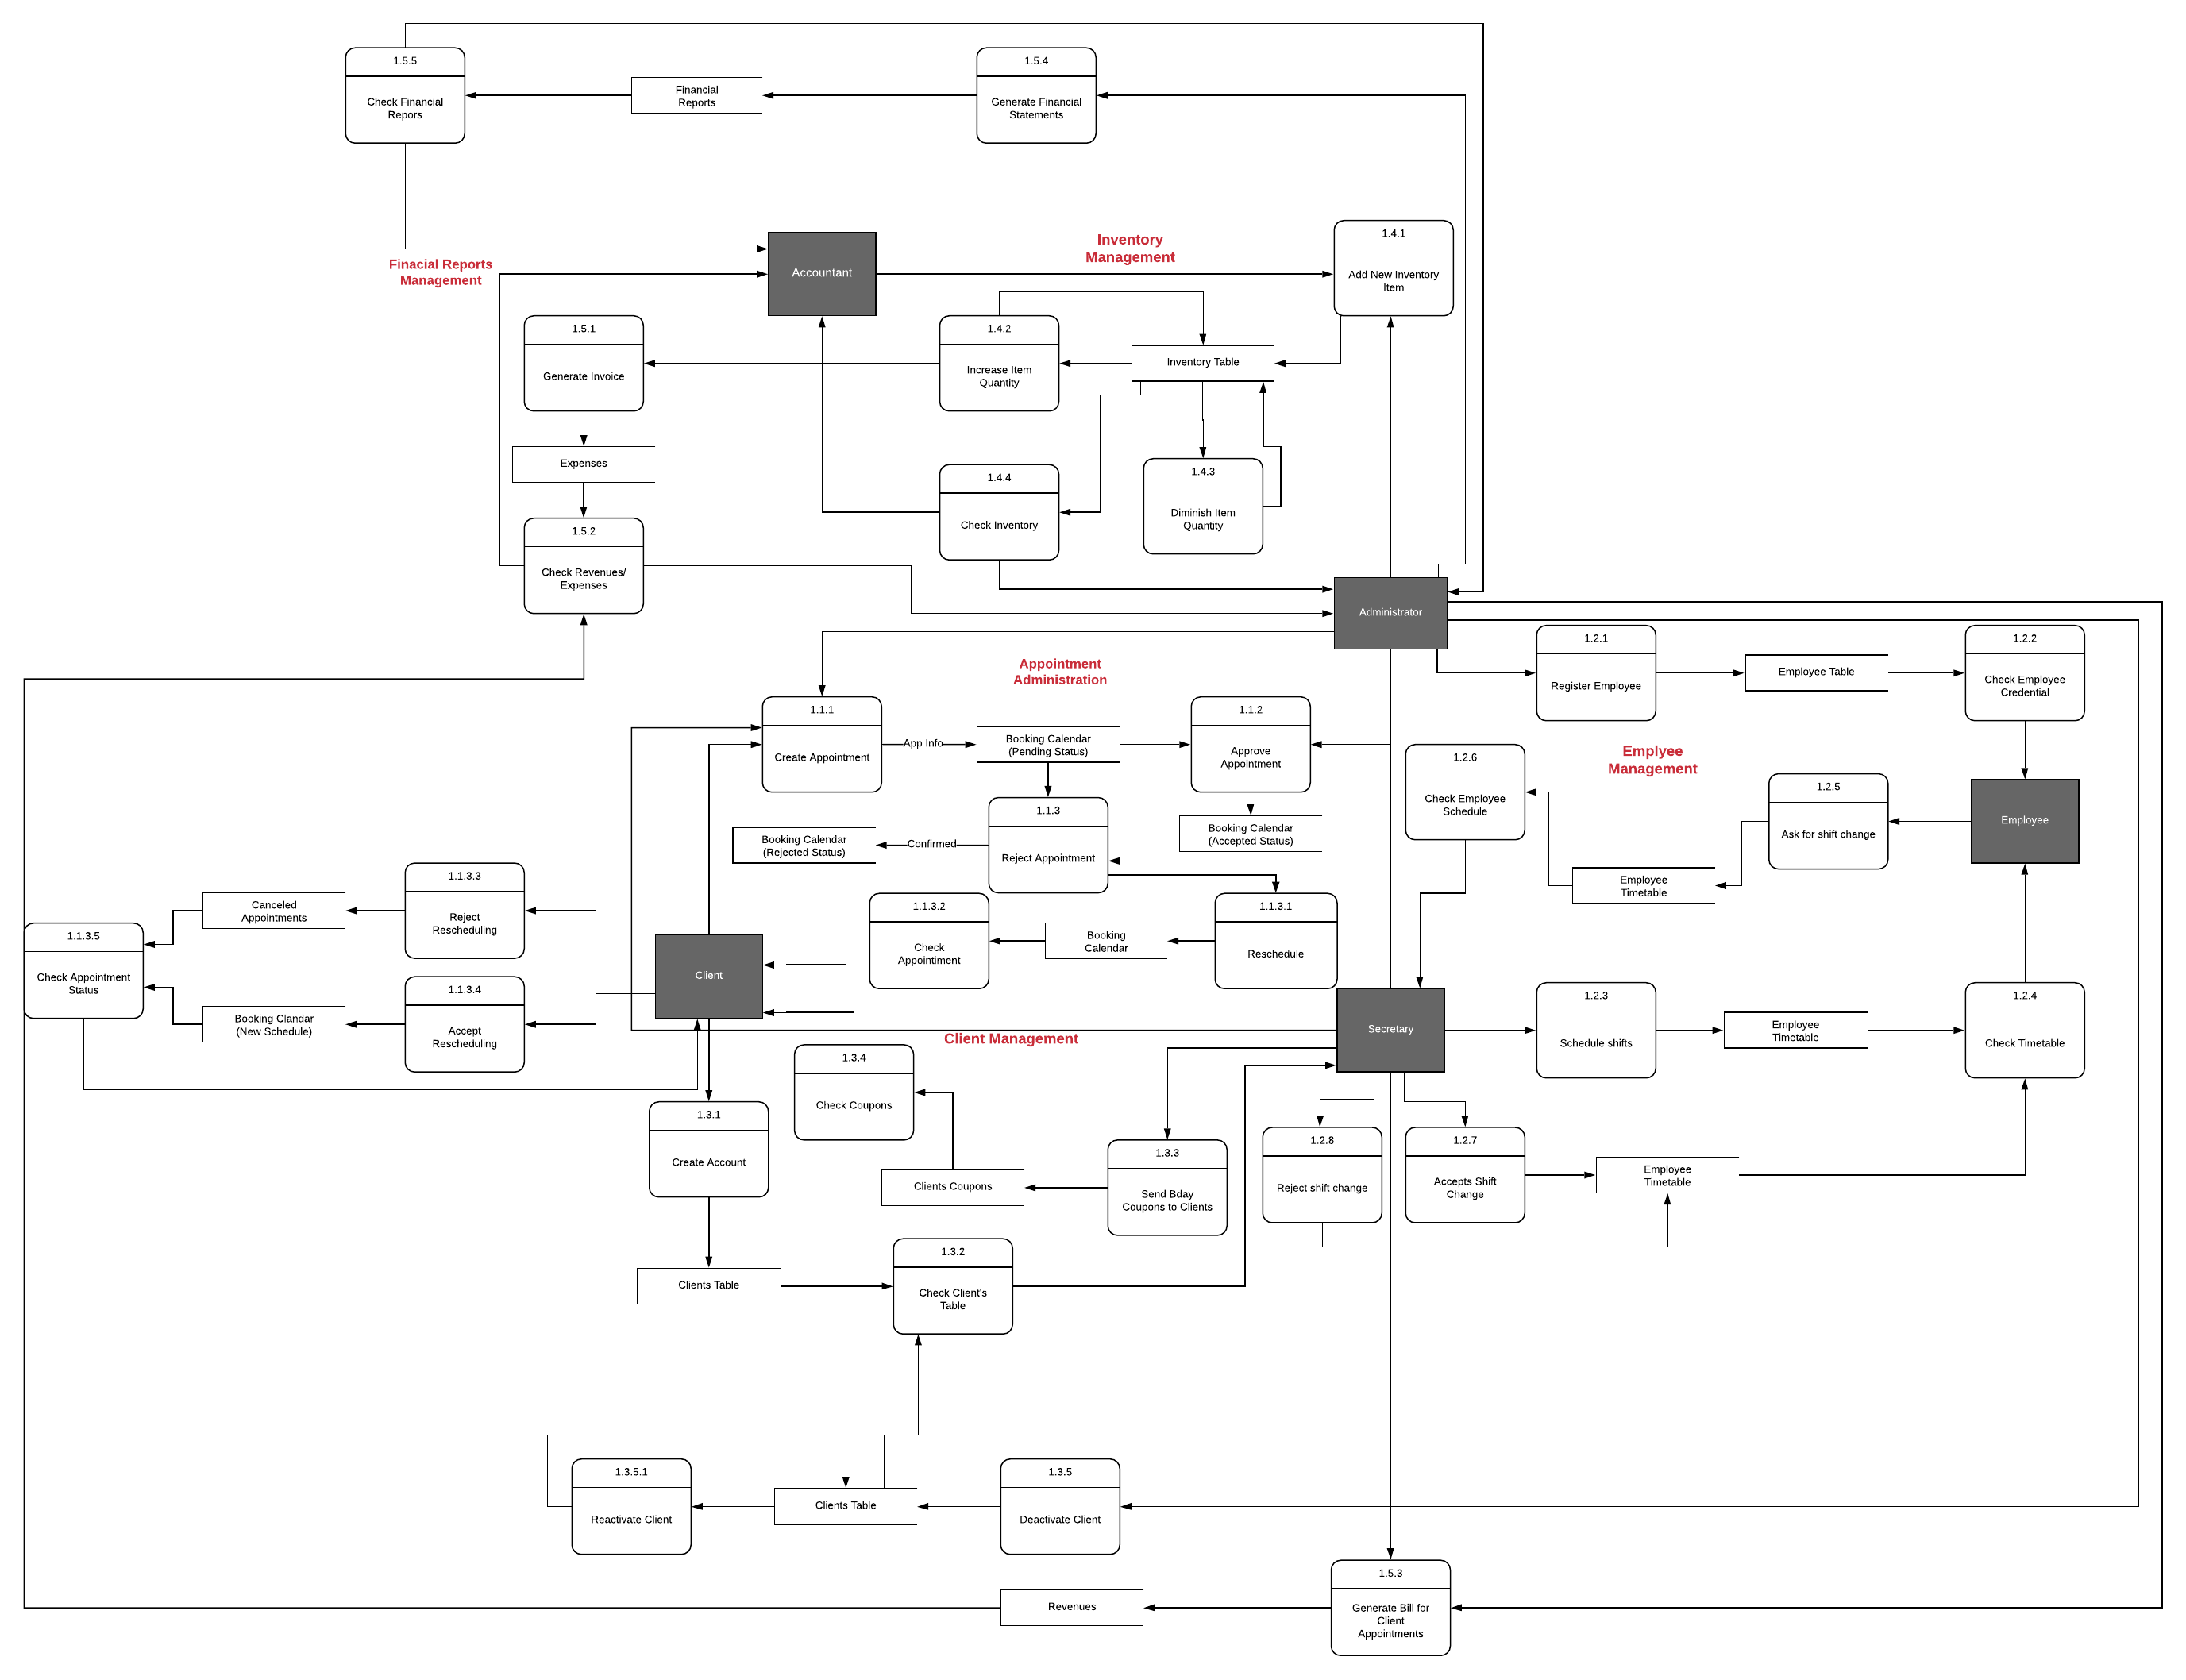 1.5.5
Check Financial
Repors
Financial
Reports
1.5.4
Generate Financial
Statements
Finacial Reports
Management
Accountant
Inventory
Management
1.4.1
Add New Inventory
Item
1.5.1
Generate Invoice
1.4.2
Increase Item
Quantity
Inventory Table
Expenses
1.4.4
Check Inventory
1.4.3
Diminish Item
Quantity
1.5.2
Check Revenues/
Expenses
Administrator
1.2.1
Register Employee
Employee Table
1.2.2
Check Employee
Credential
Appointment
Administration
1.1.1
Create Appointment
App Info
Booking Calendar
(Pending Status)
1.1.2
Approve
Appointment
Emplyee
Management
1.2.6
Check Employee
Schedule
1.2.5
Ask for shift change
Employee
Booking Calendar
(Rejected Status)
Confirmed
1.1.3
Reject Appointment
Booking Calendar
(Accepted Status)
Employee
Timetable
1.1.3.3
Reject
Rescheduling
Canceled
Appointments
1.1.3.5
Check Appointment
Status
Client
1.1.3.2
Check
Appointiment
Booking
Calendar
1.1.3.1
Reschedule
1.1.3.4
Accept
Rescheduling
Booking Clandar
(New Schedule)
Client Management
Secretary
1.2.3
Schedule shifts
Employee
Timetable
1.2.4
Check Timetable
1.3.4
Check Coupons
1.3.1
Create Account
Clients Coupons
1.3.3
Send Bday
Coupons to Clients
1.2.8
Reject shift change
1.2.7
Accepts Shift
Change
Employee
Timetable
Clients Table
1.3.2
Check Client's
Table
1.3.5.1
Reactivate Client
Clients Table
1.3.5
Deactivate Client
Revenues
1.5.3
Generate Bill for
Client
Appointments